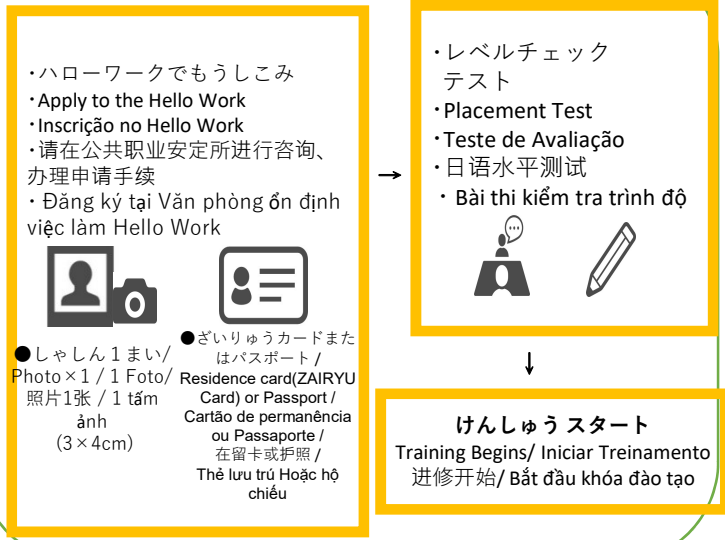 ・ハローワークでもうしこみ
・Apply to the Hello Work
・Inscrição no Hello Work
・请在公共职业安定所进行咨询、
办理申请手续
・Đăng ký tại Văn phòng ổn định
việc làm Hello Work
●しゃしん１まい/
Photo×1 / 1 Foto/
照片1张 / 1 tấm
ảnh
(3×4cm)
●ざいりゅうカードまた
はパスポート /
Residence card(ZAIRYU
Card) or Passport /
Cartão de permanência
ou Passaporte /
在留卡或护照 /
Thẻ lưu trú Hoặc hộ
chiếu
→
・レベルチェック
テスト
・Placement Test
・Teste de Avaliação
・日语水平测试
・Bài thi kiểm tra trình độ
↓
けんしゅう スタート
Training Begins/ Iniciar Treinamento
进修开始/ Bắt đầu khóa đào tạo